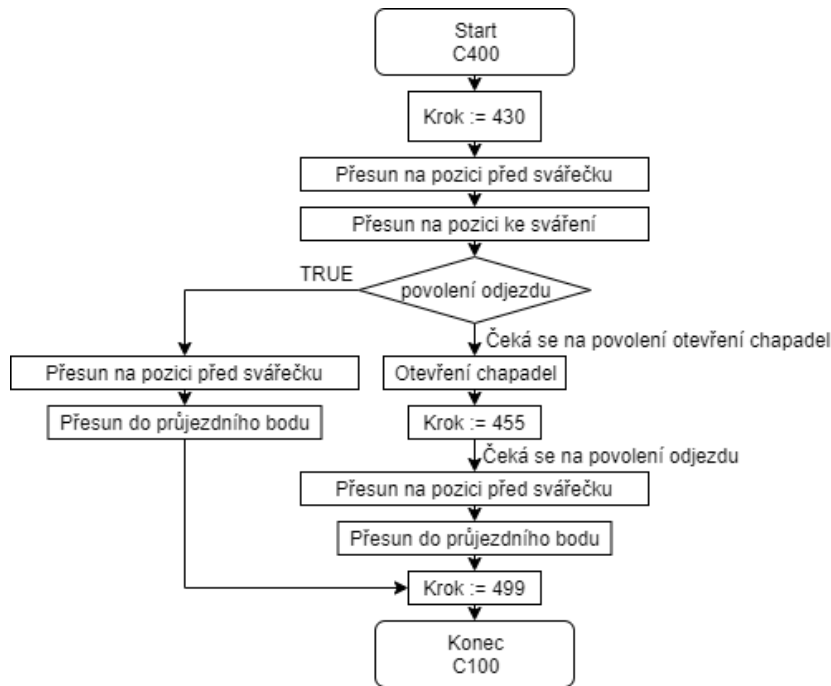 Start
C400
Krok := 430
Přesun na pozici před svářečku
Přesun na pozici ke sváření
TRUE
povolení odjezdu
Čeká se na povolení otevření chapadel
Přesun na pozici před svářečku
Otevření chapadel
Přesun do průjezdního bodu
Krok := 455
Čeká se na povolení odjezdu
Přesun na pozici před svářečku
Přesun do průjezdního bodu
Krok := 499
Konec
C100